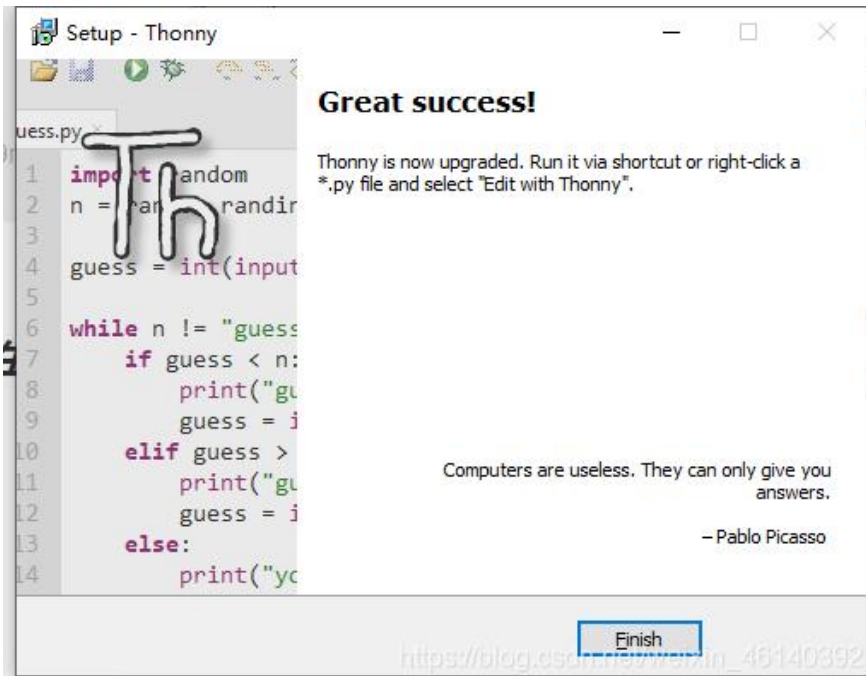 Setup - Thonny
Great success!
Thonny is now upgraded. Run it via shortcut or right-click a
*.py file and select "Edit with Thonny".
uess.py ×
Th
1 import random
2 n = randin
3
4 guess = int(input
5
6 while n != "guess
7 if guess < n:
8 print("gu
9 guess = i
10 elif guess >
11 print("gu
12 guess = i
13 else:
14 print("yo
Computers are useless. They can only give you
answers.
– Pablo Picasso
Finish
https://blog.csdn.net/weixin_46140392